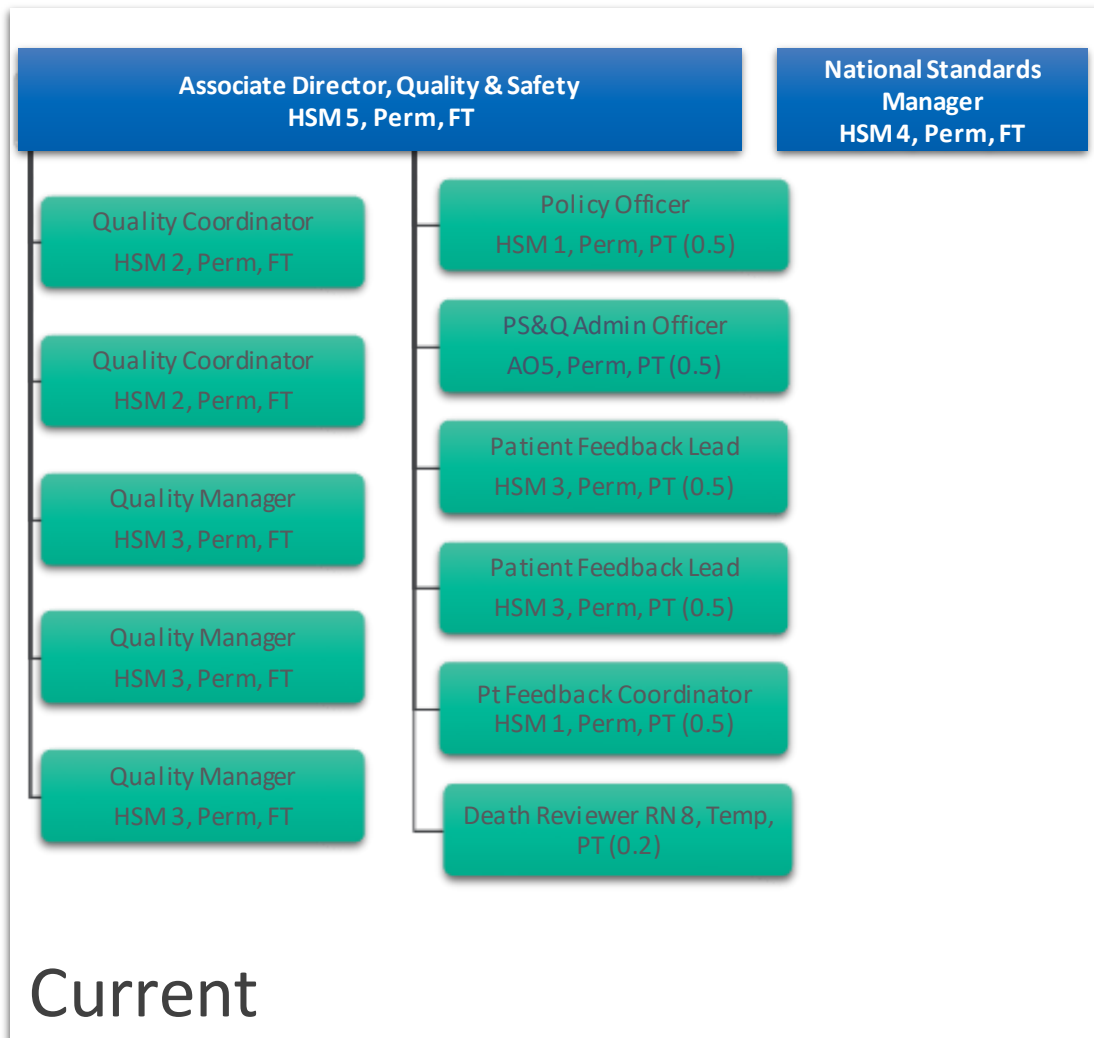 Associate Director, Quality & Safety
HSM 5, Perm, FT
National Standards
Manager
HSM 4, Perm, FT
Quality Coordinator
HSM 2, Perm, FT
Quality Coordinator
HSM 2, Perm, FT
Quality Manager
HSM 3, Perm, FT
Quality Manager
HSM 3, Perm, FT
Quality Manager
HSM 3, Perm, FT
Policy Officer
HSM 1, Perm, PT (0.5)
PS&Q Admin Officer
AO5, Perm, PT (0.5)
Patient Feedback Lead
HSM 3, Perm, PT (0.5)
Patient Feedback Lead
HSM 3, Perm, PT (0.5)
Pt Feedback Coordinator
HSM 1, Perm, PT (0.5)
Death Reviewer RN 8, Temp,
PT (0.2)
Current